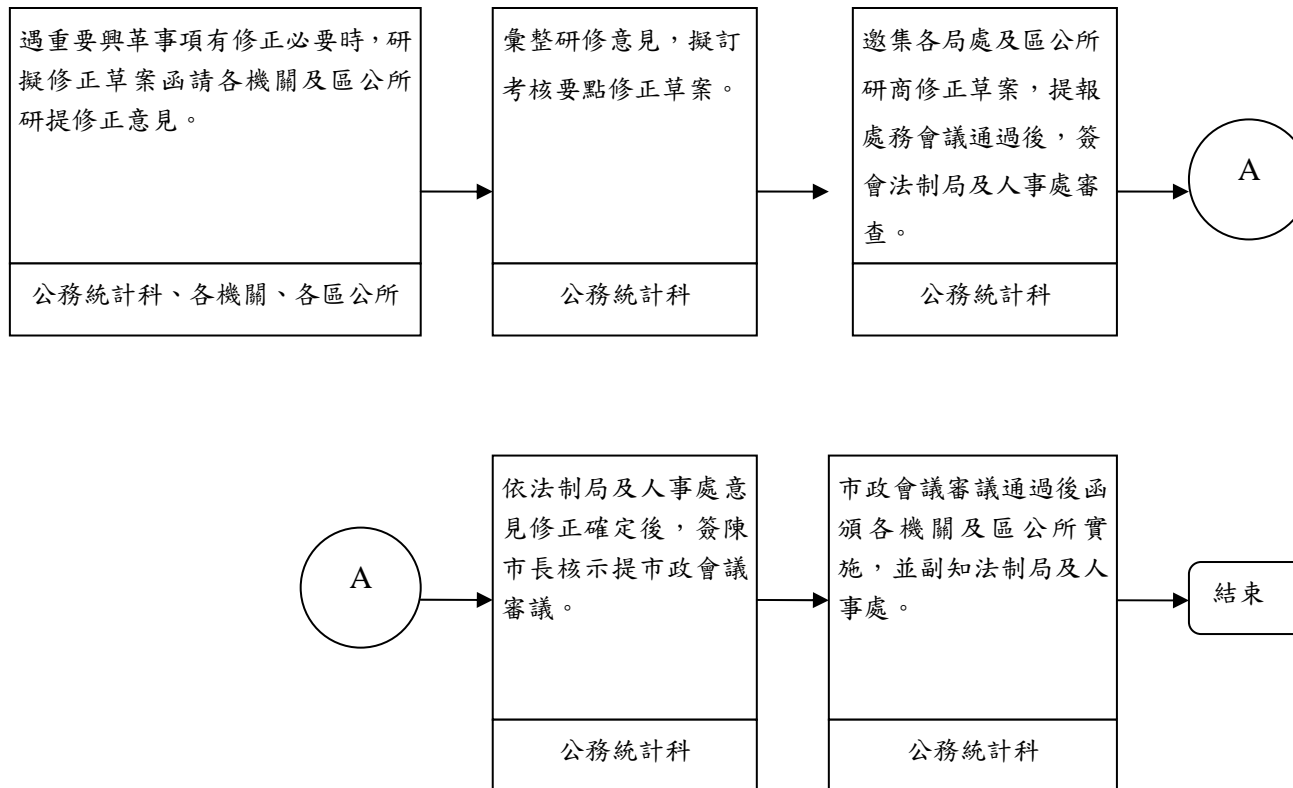 遇重要興革事項有修正必要時，研
擬修正草案函請各機關及區公所
研提修正意見。
公務統計科、各機關、各區公所
彙整研修意見，擬訂
考核要點修正草案。
公務統計科
邀集各局處及區公所
研商修正草案，提報
處務會議通過後，簽
會法制局及人事處審
查。
公務統計科
A
A
依法制局及人事處意
見修正確定後，簽陳
市長核示提市政會議
審議。
公務統計科
市政會議審議通過後函
頒各機關及區公所實
施，並副知法制局及人
事處。
公務統計科
結束